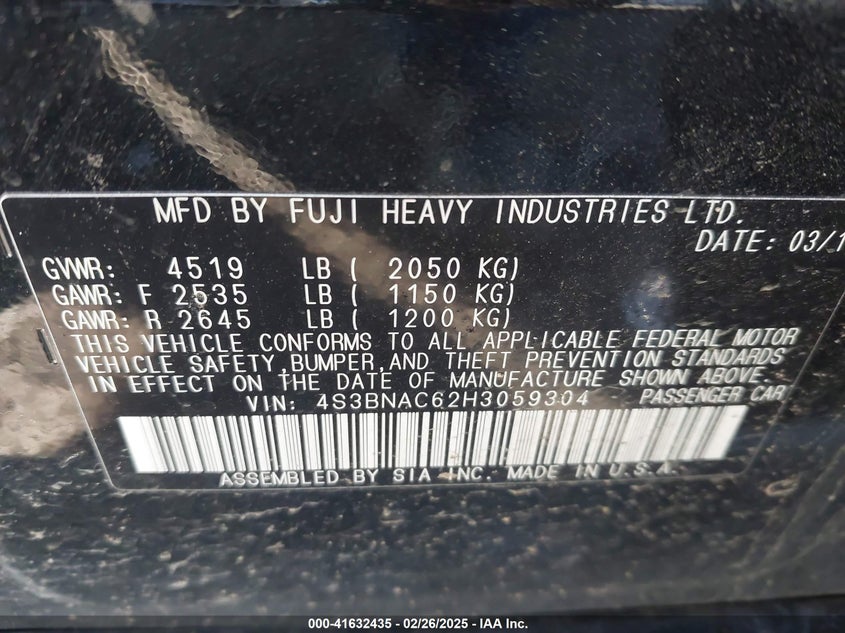 MFD BY FUJI HEAVY INDUSTRIES LTD.
DATE: 03/1
GVWR: 4519 LB ( 2050 KG)
GAWR: F 2535 LB ( 1150 KG)
GAWR: R 2645 LB ( 1200 KG)
THIS VEHICLE CONFORMS TO ALL APPLICABLE FEDERAL MOTOR
VEHICLE SAFETY,BUMPER,AND THEFT PREVENTION STANDARDS
IN EFFECT ON THE DATE OF MANUFACTURE SHOWN ABOVE.
VIN: 4S3BNAC62H3059304 PASSENGER CAR
ASSEMBLED BY SIA INC. MADE IN U.S.A.
000-41632435 - 02/26/2025 - IAA Inc.